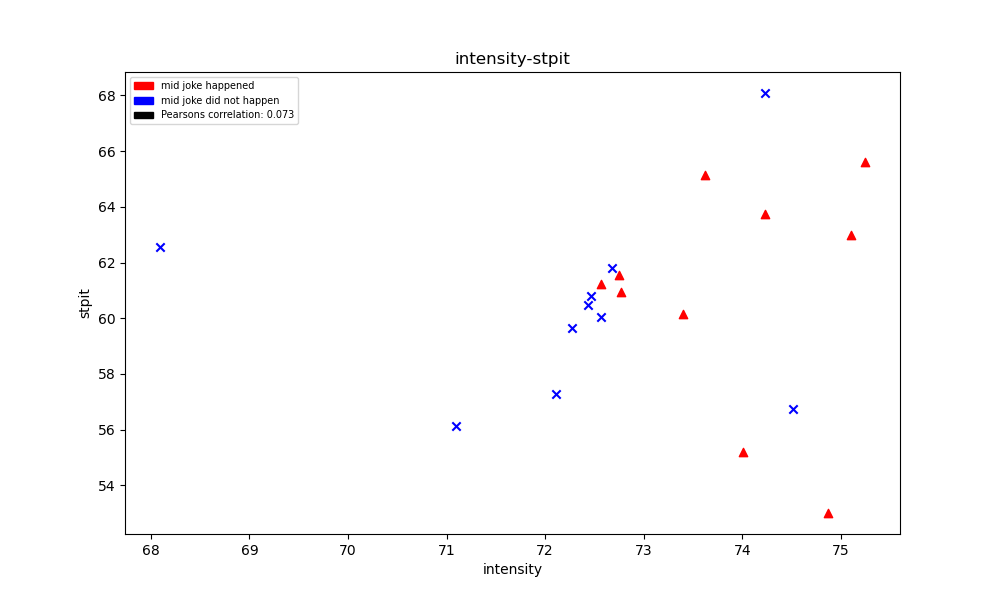 intensity-stpit
mid joke happened
mid joke did not happen
Pearsons correlation: 0.073
68
66
64
62
60
58
56
54
stpit
68 69 70 71 72 73 74 75
intensity